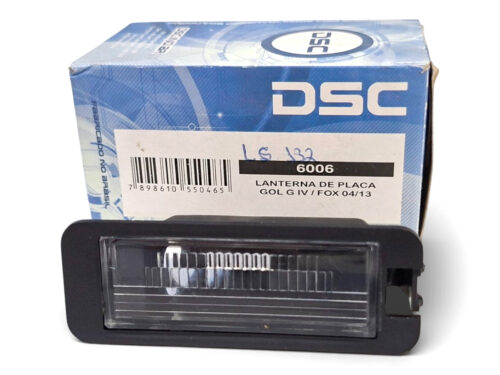 DSC
LS 132
6006
LANTERNA DE PLACA
GOL G IV / FOX 04/13
7 898610 550465
FABRICADO NO BRASIL